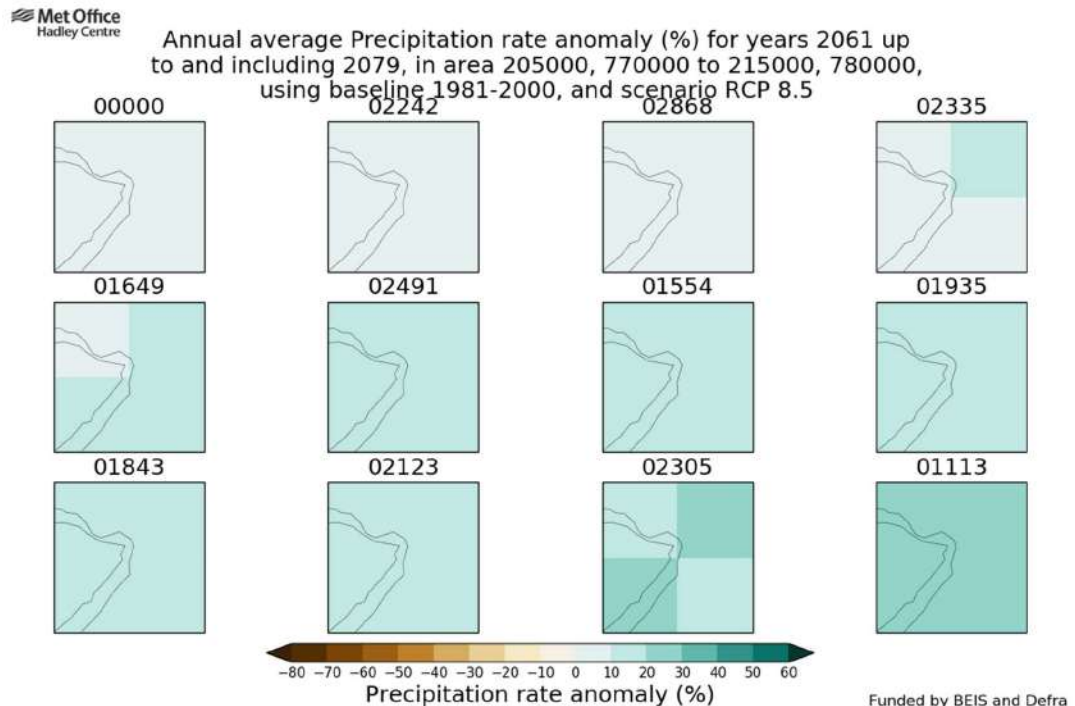 Met Office
Hadley Centre
Annual average Precipitation rate anomaly (%) for years 2061 up
to and including 2079, in area 205000, 770000 to 215000, 780000,
using baseline 1981-2000, and scenario RCP 8.5
00000 02242 02868 02335
01649 02491 01554 01935
01843 02123 02305 01113
−80 −70 −60 −50 −40 −30 −20 −10 0 10 20 30 40 50 60
Precipitation rate anomaly (%)
Funded by BEIS and Defra